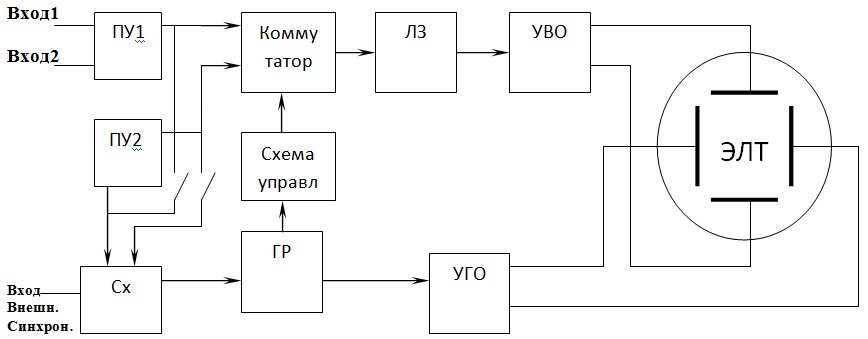 Вход1
ПУ1
Комму
татор
ЛЗ
УВО
Вход2
ПУ2
Схема
управл
ЭЛТ
ГР
Сх
УГО
Вход
Внешн.
Синхрон.